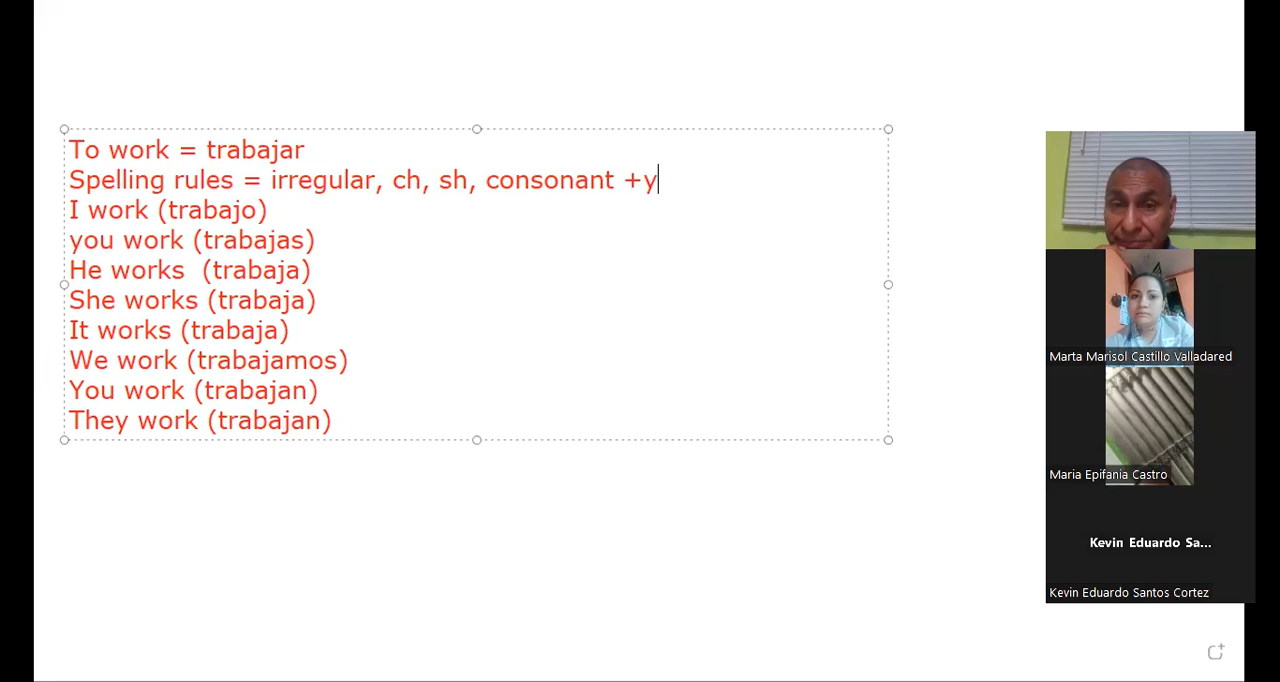 To work = trabajar
Spelling rules = irregular, ch, sh, consonant +y
I work (trabajo)
you work (trabajas)
He works  (trabaja)
She works (trabaja)
It works (trabaja)
We work (trabajamos)
You work (trabajan)
They work (trabajan)
Marta Marisol Castillo Valladared
Maria Epifania Castro
Kevin Eduardo Sa...
Kevin Eduardo Santos Cortez